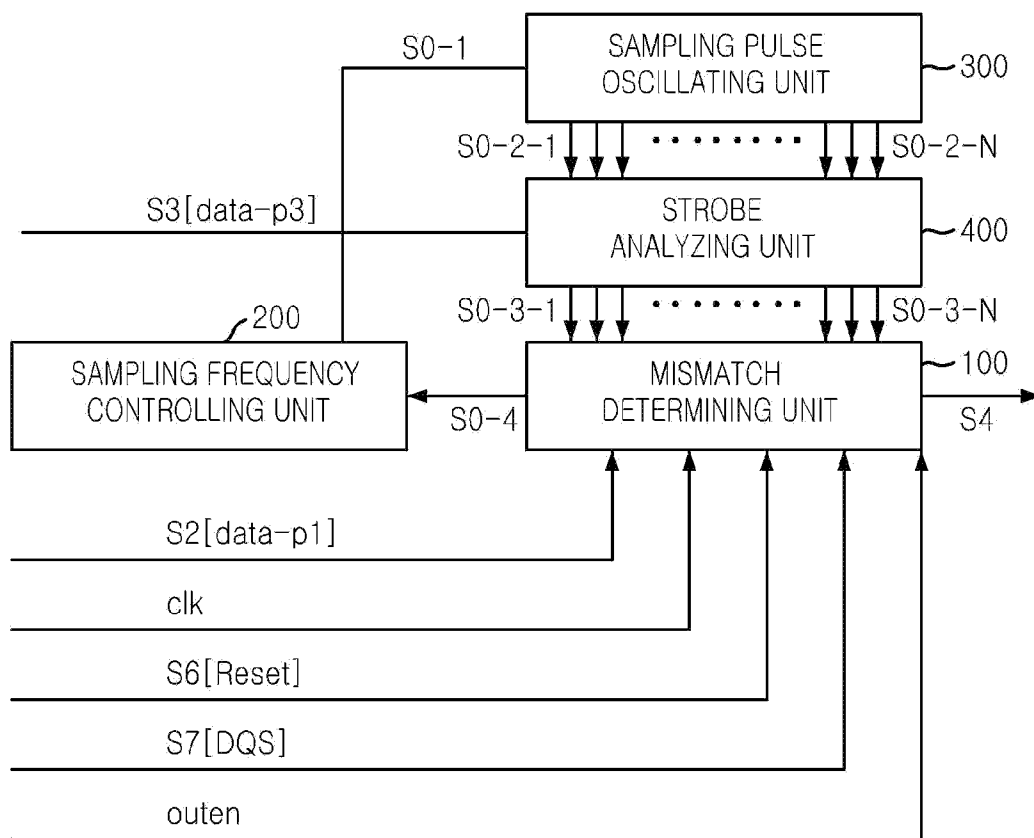 S0-1
SAMPLING PULSE
OSCILLATING UNIT
300
S0-2-1
S0-2-N
S3[data-p3]
STROBE
ANALYZING UNIT
400
S0-3-1
S0-3-N
200
SAMPLING FREQUENCY
CONTROLLING UNIT
S0-4
MISMATCH
DETERMINING UNIT
100
S4
S2[data-p1]
clk
S6[Reset]
S7[DQS]
outen